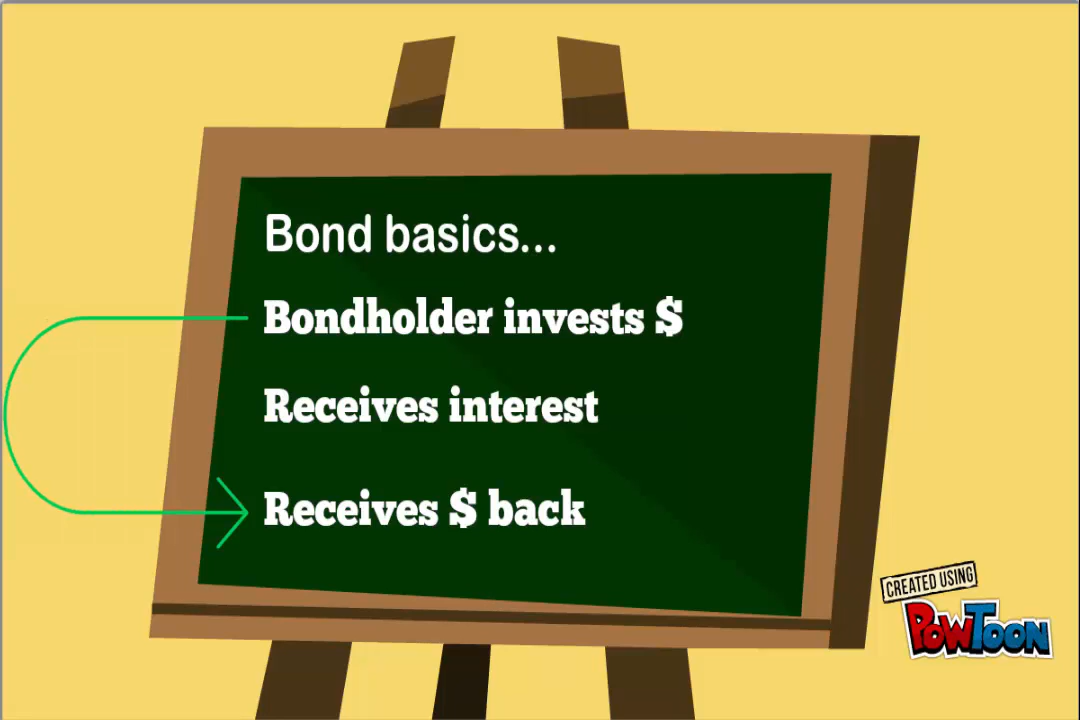 Bond basics...
Bondholder invests $
Receives interest
Receives $ back
CREATED USING
POWTOON